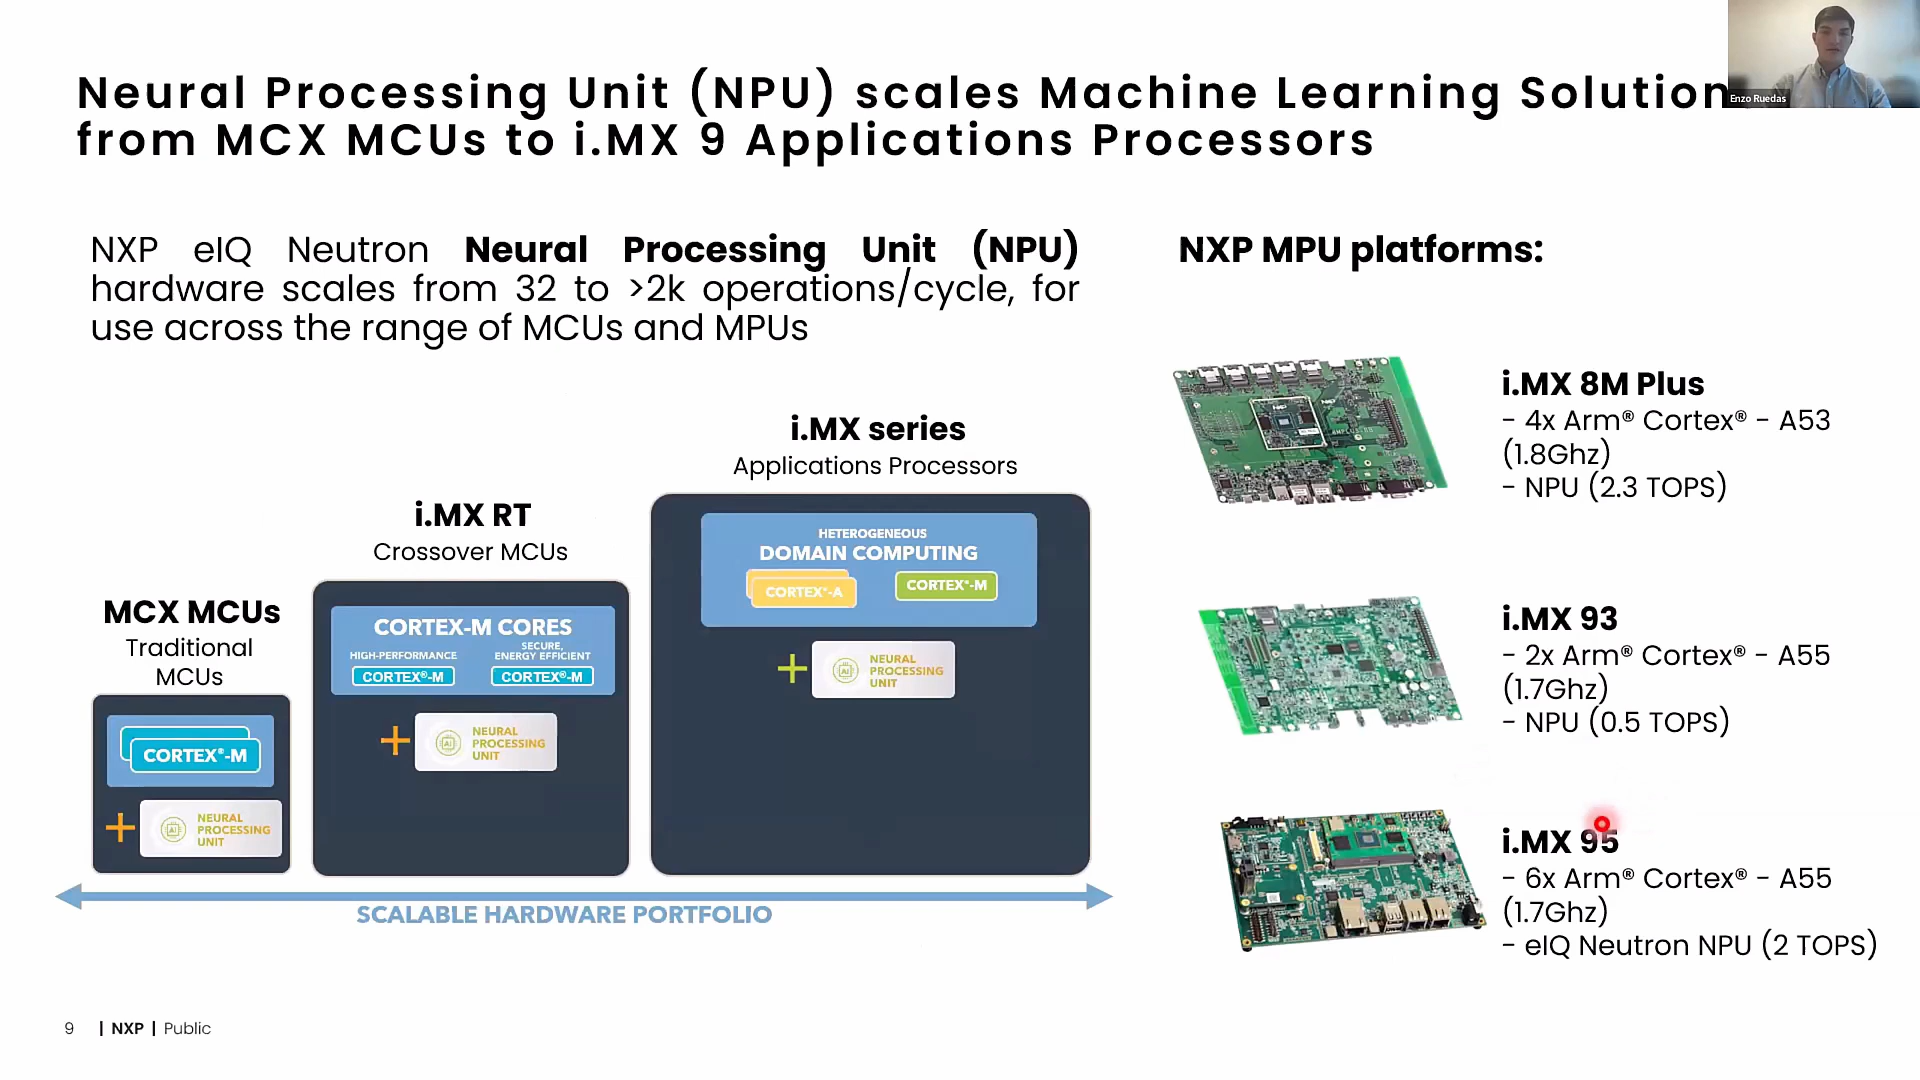 Neural Processing Unit (NPU) scales Machine Learning Solution
from MCX MCUs to i.MX 9 Applications Processors
Enzo Ruedas
NXP eIQ Neutron Neural Processing Unit (NPU)
hardware scales from 32 to >2k operations/cycle, for
use across the range of MCUs and MPUs
MCX MCUs
Traditional
MCUs
CORTEX®-M
NEURAL
PROCESSING
UNIT
i.MX RT
Crossover MCUs
CORTEX-M CORES
HIGH-PERFORMANCE
CORTEX®-M
SECURE,
ENERGY EFFICIENT
CORTEX®-M
NEURAL
PROCESSING
UNIT
i.MX series
Applications Processors
HETEROGENEOUS
DOMAIN COMPUTING
CORTEX®-A
CORTEX®-M
NEURAL
PROCESSING
UNIT
SCALABLE HARDWARE PORTFOLIO
NXP MPU platforms:
i.MX 8M Plus
- 4x Arm® Cortex® - A53
(1.8Ghz)
- NPU (2.3 TOPS)
i.MX 93
- 2x Arm® Cortex® - A55
(1.7Ghz)
- NPU (0.5 TOPS)
i.MX 95
- 6x Arm® Cortex® - A55
(1.7Ghz)
- eIQ Neutron NPU (2 TOPS)
9 | NXP | Public